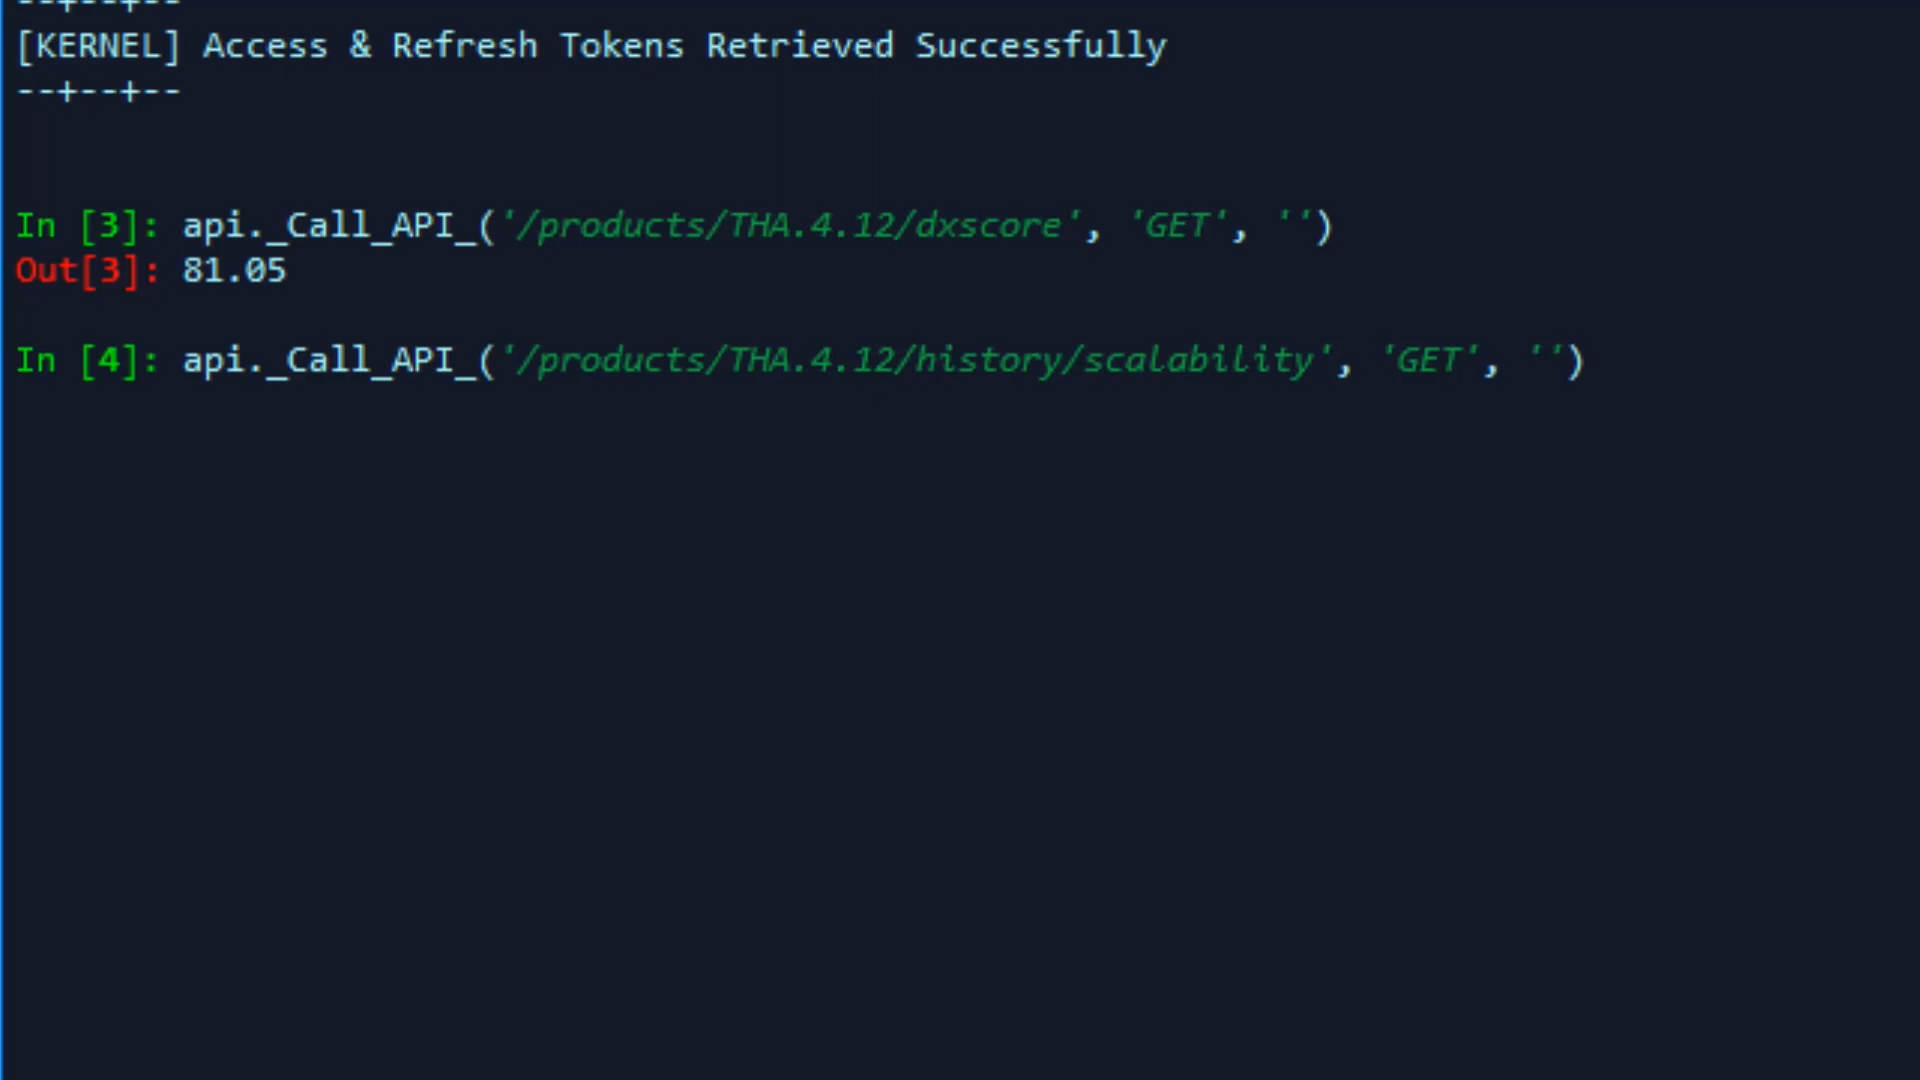 --+--+--
[KERNEL] Access & Refresh Tokens Retrieved Successfully
--+--+--
In [3]: api._Call_API_('/products/THA.4.12/dxscore', 'GET', '')
Out[3]: 81.05
In [4]: api._Call_API_('/products/THA.4.12/history/scalability', 'GET', '')